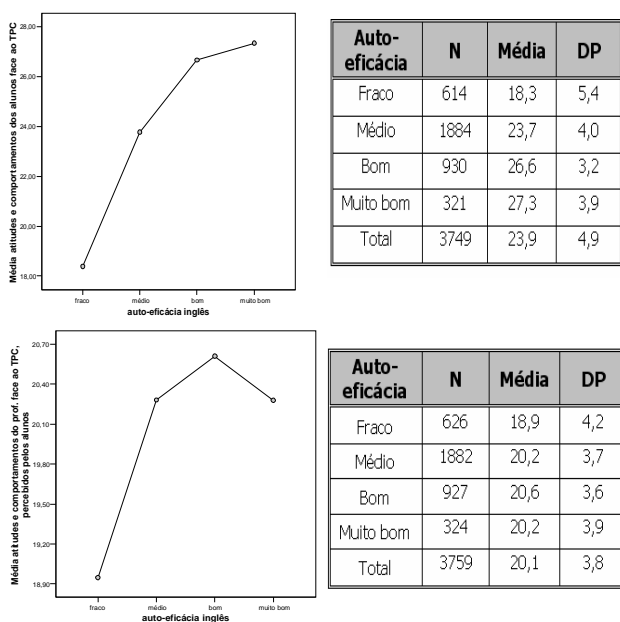 Média atitudes e comportamentos dos alunos face ao TPC
28,00
26,00
24,00
22,00
20,00
18,00
fraco médio bom muito bom
auto-eficácia inglês
Auto-
eficácia N Média DP
Fraco 614 18,3 5,4
Médio 1884 23,7 4,0
Bom 930 26,6 3,2
Muito bom 321 27,3 3,9
Total 3749 23,9 4,9
Média atitudes e comportamentos do prof. face ao TPC,
percebidos pelos alunos
20,70
20,40
20,10
19,80
19,50
19,20
18,90
fraco médio bom muito bom
auto-eficácia inglês
Auto-
eficácia N Média DP
Fraco 626 18,9 4,2
Médio 1882 20,2 3,7
Bom 927 20,6 3,6
Muito bom 324 20,2 3,9
Total 3759 20,1 3,8